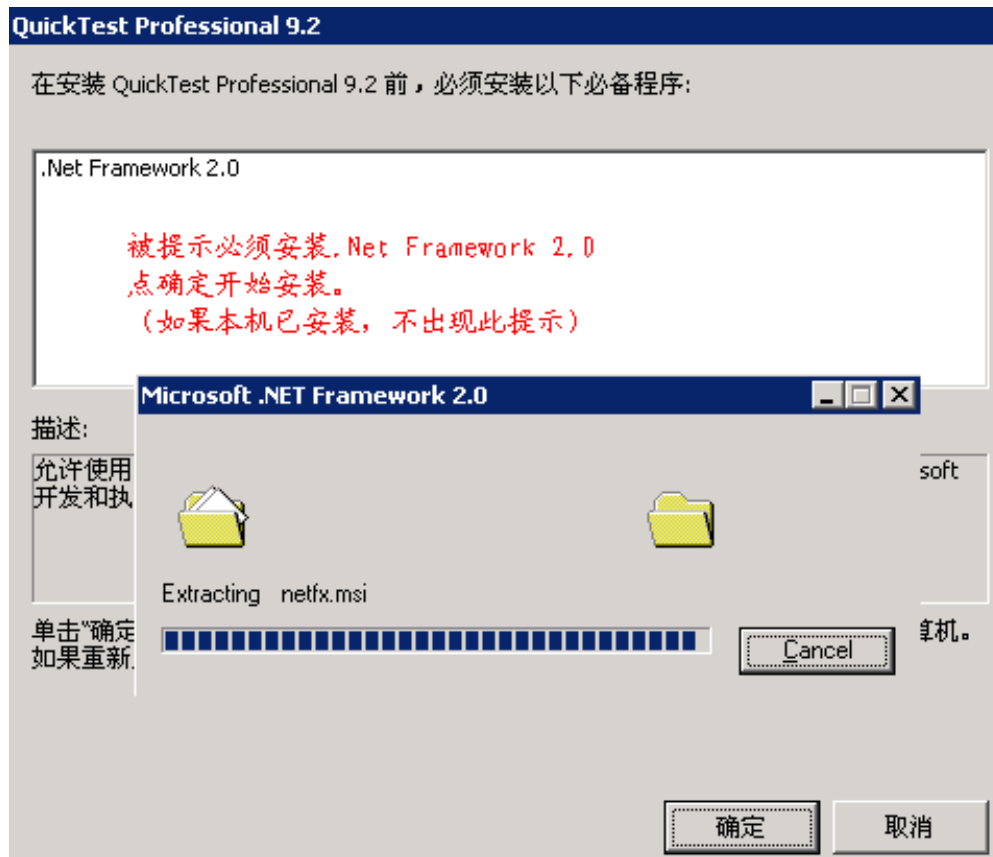 QuickTest Professional 9.2
在安装 QuickTest Professional 9.2 前，必须安装以下必备程序:
.Net Framework 2.0
被提示必须安装.Net Framework 2.0
点确定开始安装。
（如果本机已安装，不出现此提示）
Microsoft .NET Framework 2.0
描述:
允许使用 soft
开发和执
Extracting netfx.msi
单击“确定 算机。
如果重新
Cancel
确定 取消